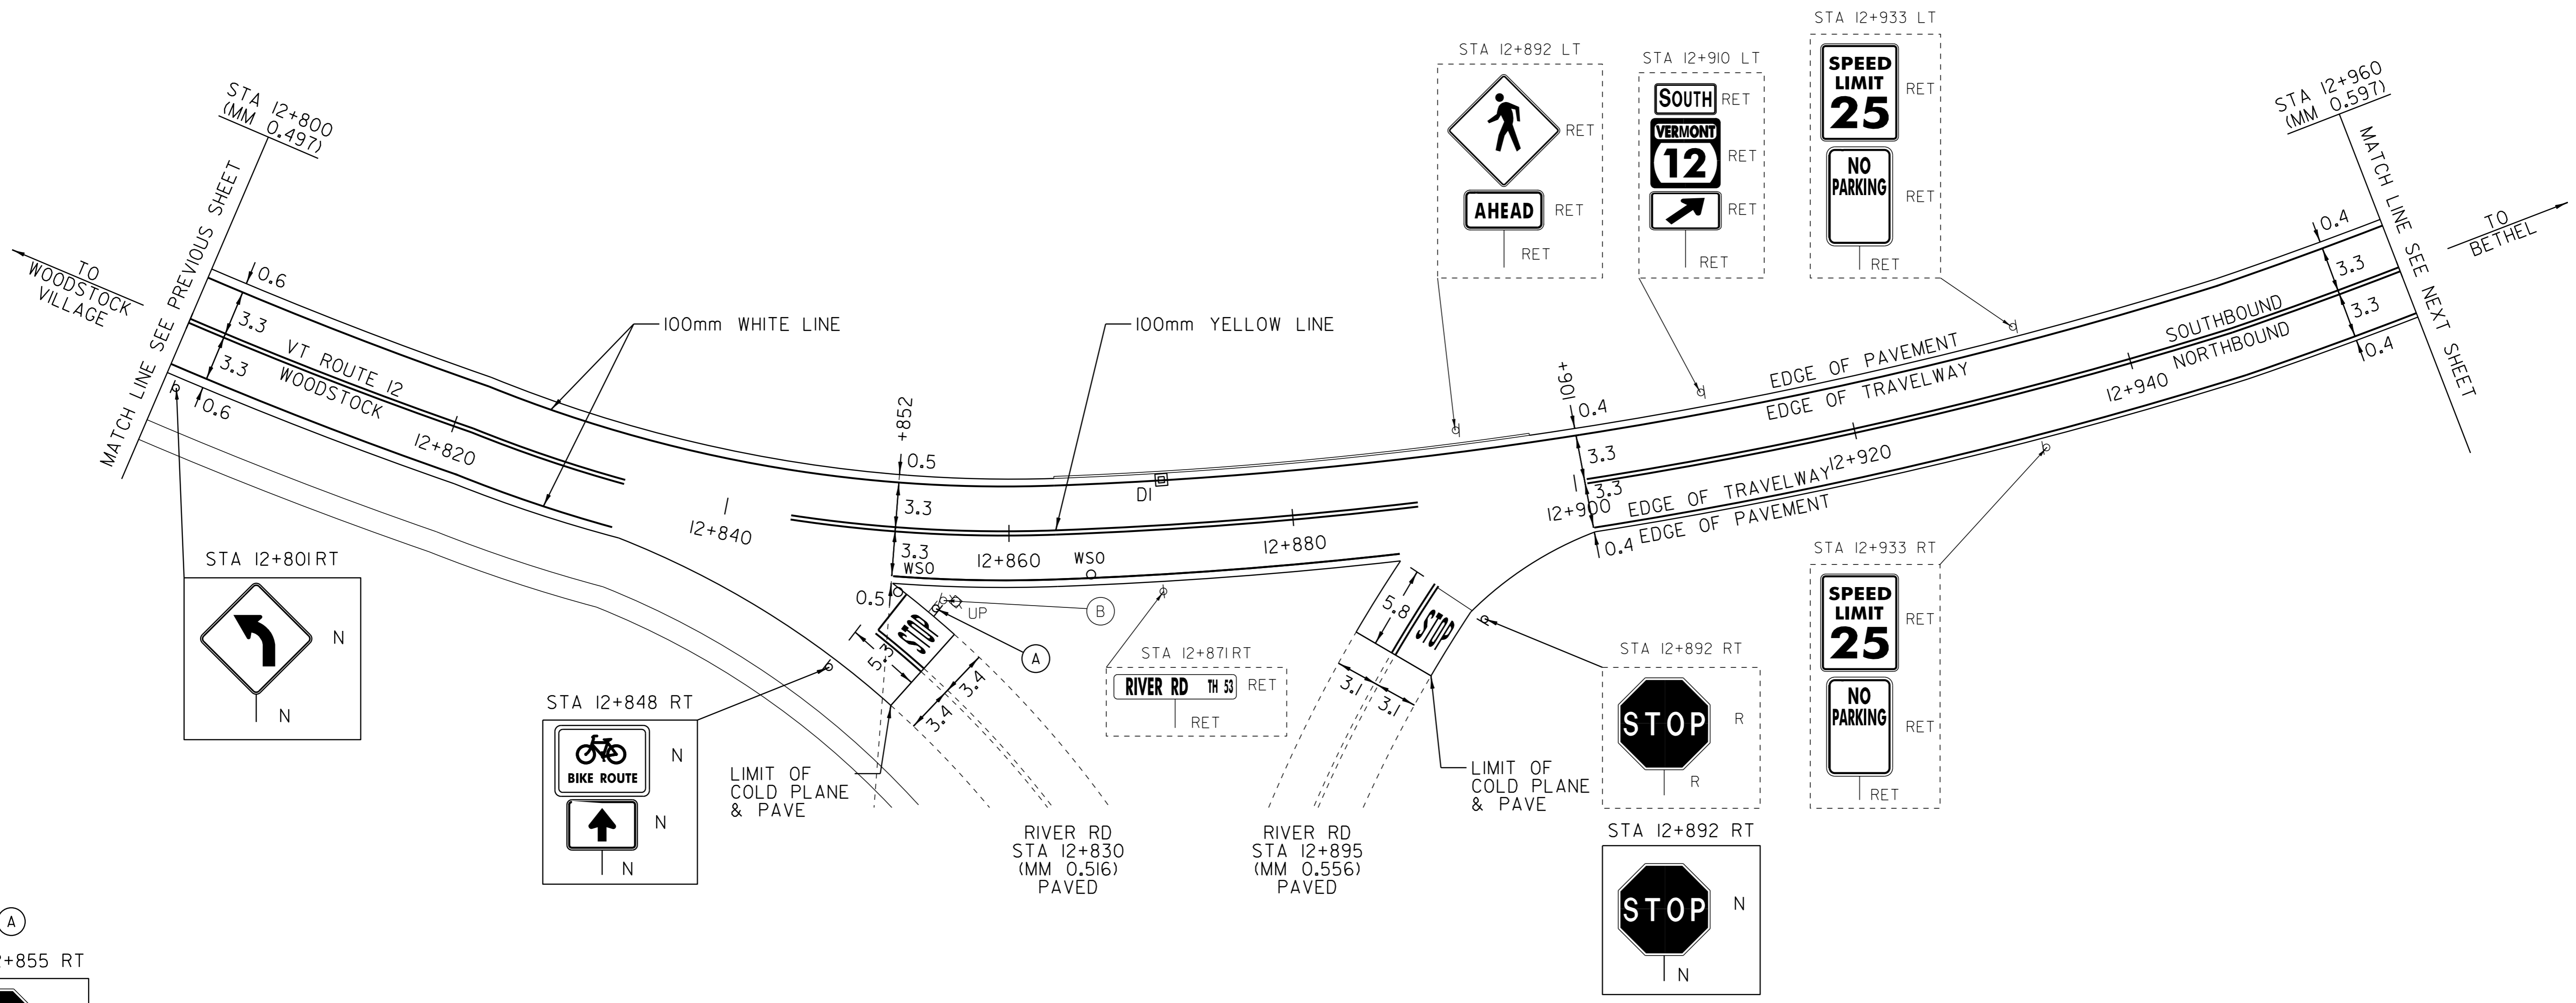 STA 12+800
(MM 0.497)
MATCH LINE SEE PREVIOUS SHEET
TO
WOODSTOCK
VILLAGE
0.6
3.3
3.3
0.6
VT ROUTE 12
WOODSTOCK
12+820
100mm WHITE LINE
12+840
+852
0.5
3.3
3.3
WSO
0.5
12+860
WSO
DI
100mm YELLOW LINE
12+880
UP
B
A
STOP
5.3
3.4
3.4
STA 12+801 RT
N
N
STA 12+848 RT
BIKE ROUTE
N
N
N
LIMIT OF
COLD PLANE
& PAVE
RIVER RD
STA 12+830
(MM 0.516)
PAVED
STA 12+871 RT
RIVER RD TH 53
RET
RET
RIVER RD
STA 12+895
(MM 0.556)
PAVED
5.8
STOP
3.1
3.1
LIMIT OF
COLD PLANE
& PAVE
STA 12+892 RT
STOP
R
R
STA 12+892 RT
STOP
N
N
STA 12+892 LT
RET
AHEAD
RET
RET
STA 12+910 LT
SOUTH
RET
VERMONT
12
RET
RET
RET
STA 12+933 LT
SPEED
LIMIT
25
RET
NO
PARKING
RET
RET
+901
0.4
3.3
3.3
12+900
0.4
EDGE OF PAVEMENT
EDGE OF TRAVELWAY
12+920
EDGE OF TRAVELWAY
EDGE OF PAVEMENT
SOUTHBOUND
NORTHBOUND
12+940
STA 12+933 RT
SPEED
LIMIT
25
RET
NO
PARKING
RET
RET
STA 12+960
(MM 0.597)
MATCH LINE SEE NEXT SHEET
0.4
3.3
3.3
0.4
TO
BETHEL
A
2+855 RT